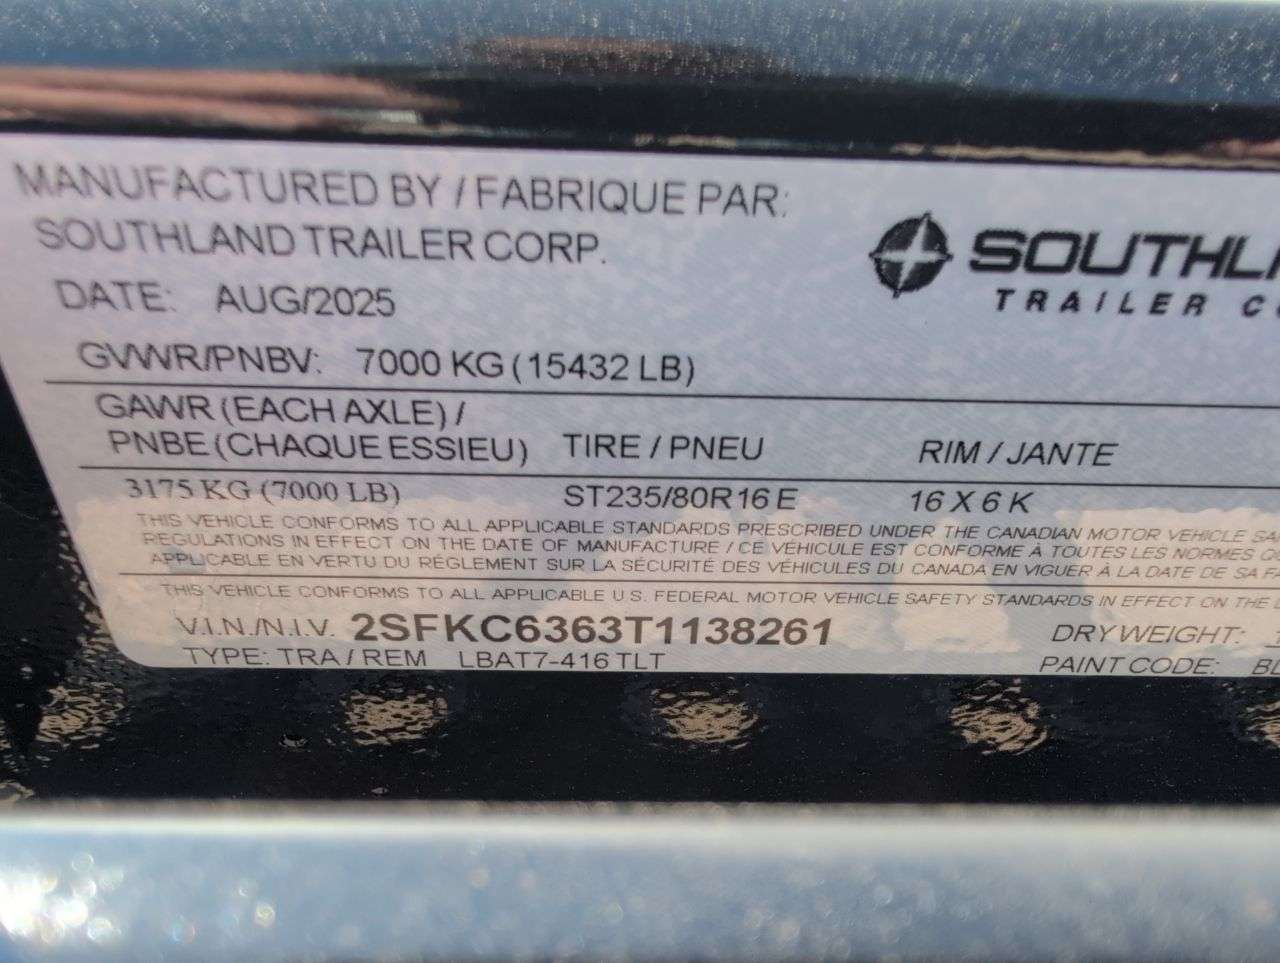 MANUFACTURED BY / FABRIQUE PAR:
SOUTHLAND TRAILER CORP.
SOUTHL
TRAILER
DATE: AUG/2025
GVWR/PNBV: 7000 KG (15432 LB)
GAWR (EACH AXLE) /
PNBE (CHAQUE ESSIEU) TIRE / PNEU RIM / JANTE
3175 KG (7000 LB) ST235/80R16 E 16 X 6 K
THIS VEHICLE CONFORMS TO ALL APPLICABLE STANDARDS PRESCRIBED UNDER THE CANADIAN MOTOR VEHICLE SA
REGULATIONS IN EFFECT ON THE DATE OF MANUFACTURE / CE VÉHICULE EST CONFORME À TOUTES LES NORMES
APPLICABLE EN VERTU DU RÈGLEMENT SUR LA SÉCURITÉ DES VÉHICULES DU CANADA EN VIGUER À LA DATE DE SA
THIS VEHICLE CONFORMS TO ALL APPLICABLE U.S. FEDERAL MOTOR VEHICLE SAFETY STANDARDS IN EFFECT ON THE
V.I.N./N.I.V. 2SFKC6363T1138261 DRY WEIGHT:
TYPE: TRA / REM LBAT7-416 TLT PAINT CODE: BL